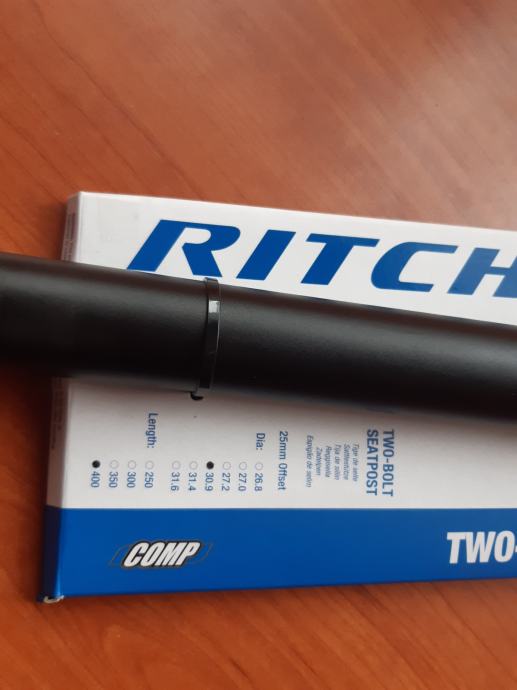 RITCH
TWO-BOLT
SEATPOST
Tige de selle
Sattelstütze
Tija de sillín
Reggisella
Zadelpen
Espigão de selim
25mm Offset
Dia:
○ 26.8
○ 27.0
○ 27.2
● 30.9
○ 31.4
○ 31.6
Length:
○ 250
○ 300
○ 350
● 400
COMP
TWO-